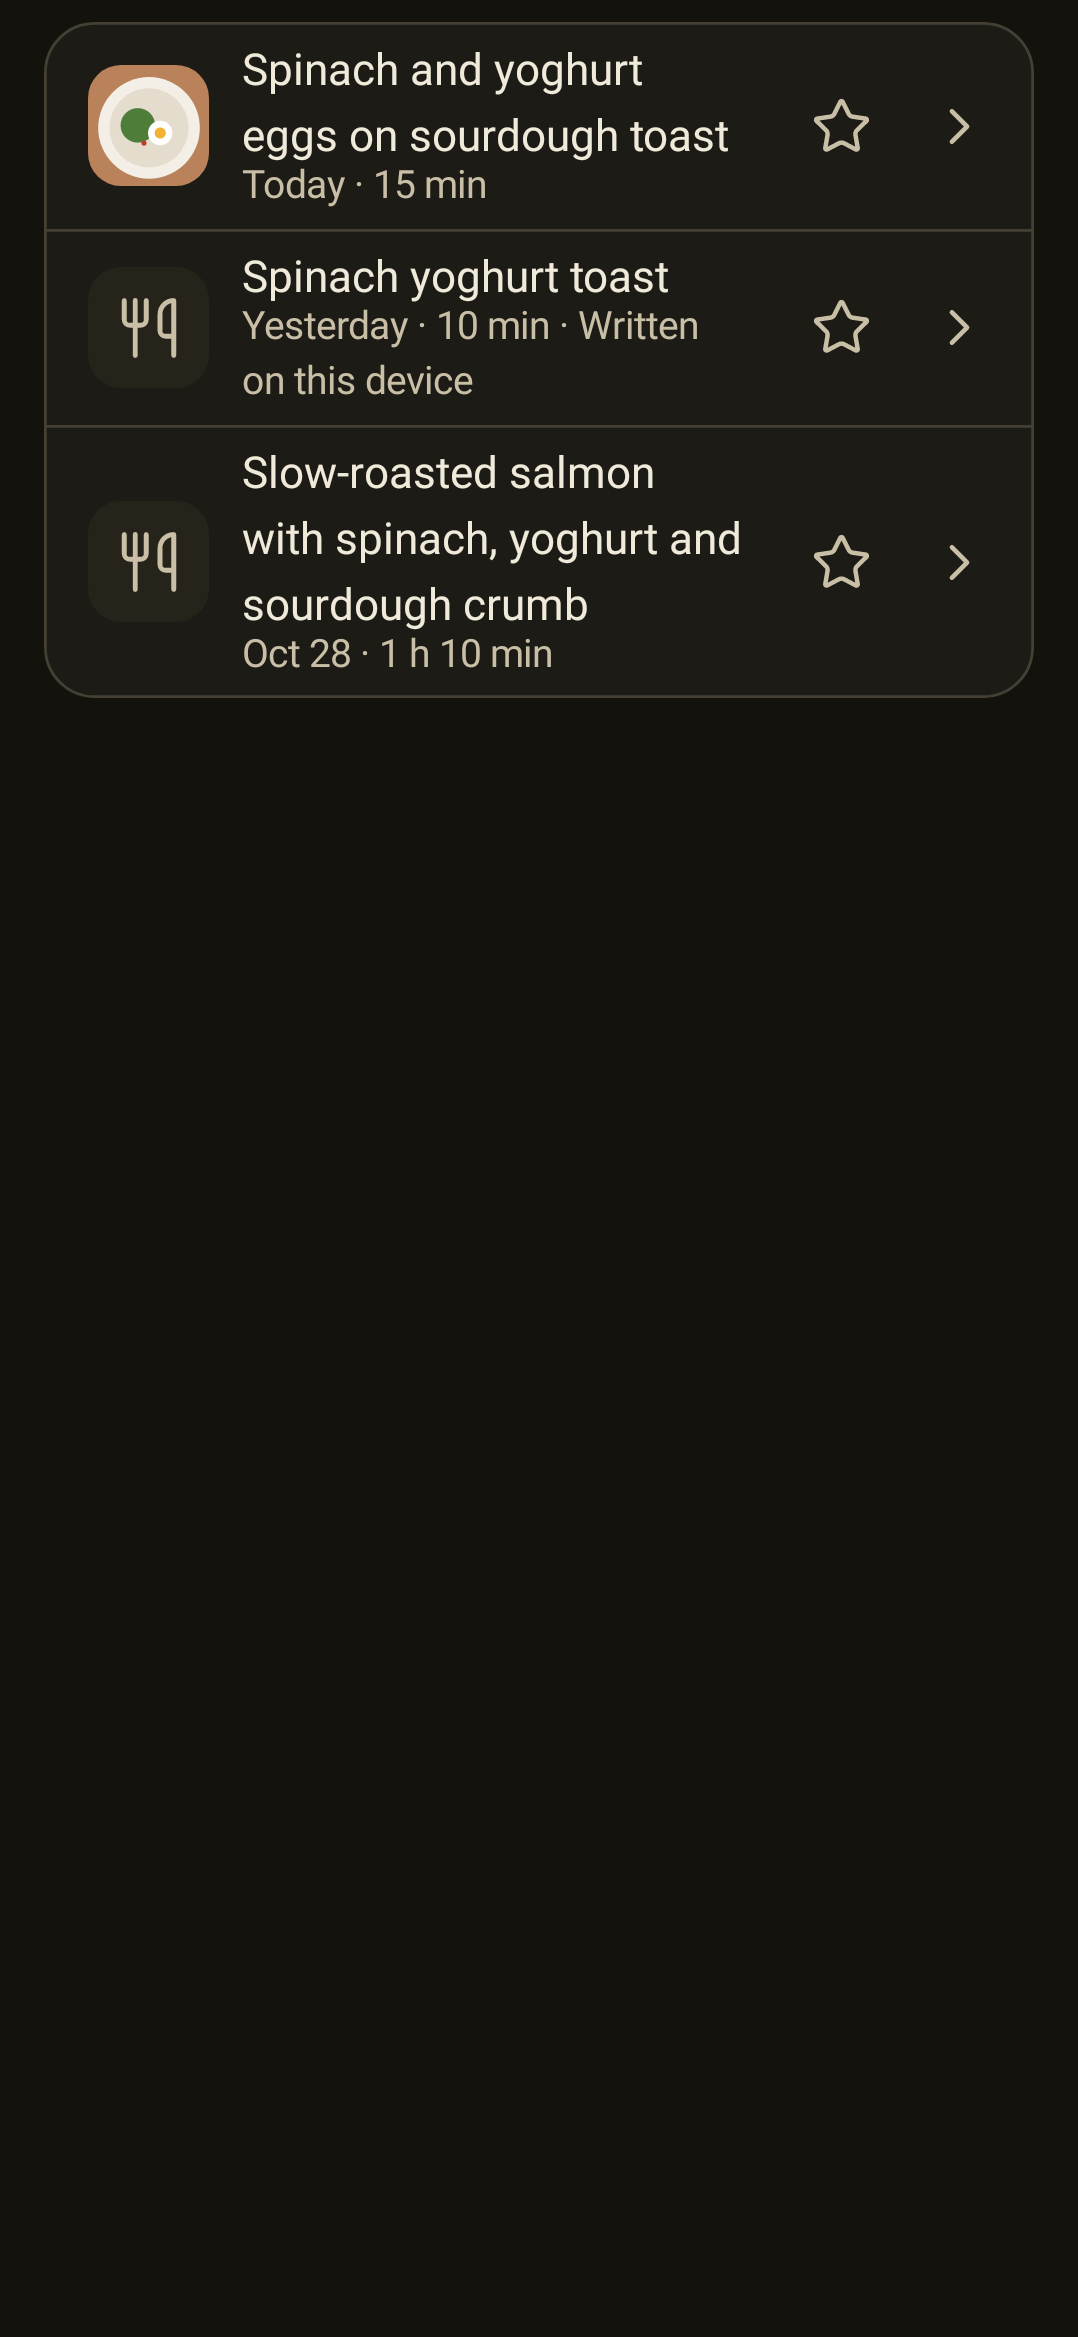 Spinach and yoghurt
eggs on sourdough toast
Today · 15 min
Spinach yoghurt toast
Yesterday · 10 min · Written
on this device
Slow-roasted salmon
with spinach, yoghurt and
sourdough crumb
Oct 28 · 1 h 10 min